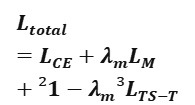 L_total
= L_CE + λ_m L_M
+ ²1 − λ_m ³L_TS−T